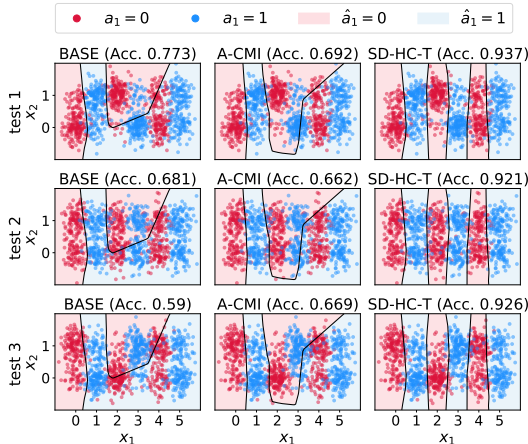 a₁ = 0 a₁ = 1 â₁ = 0 â₁ = 1
BASE (Acc. 0.773) A-CMI (Acc. 0.692) SD-HC-T (Acc. 0.937)
test 1
x₂
1
0
BASE (Acc. 0.681) A-CMI (Acc. 0.662) SD-HC-T (Acc. 0.921)
test 2
x₂
1
0
BASE (Acc. 0.59) A-CMI (Acc. 0.669) SD-HC-T (Acc. 0.926)
test 3
x₂
1
0
0 1 2 3 4 5 0 1 2 3 4 5 0 1 2 3 4 5
x₁ x₁ x₁